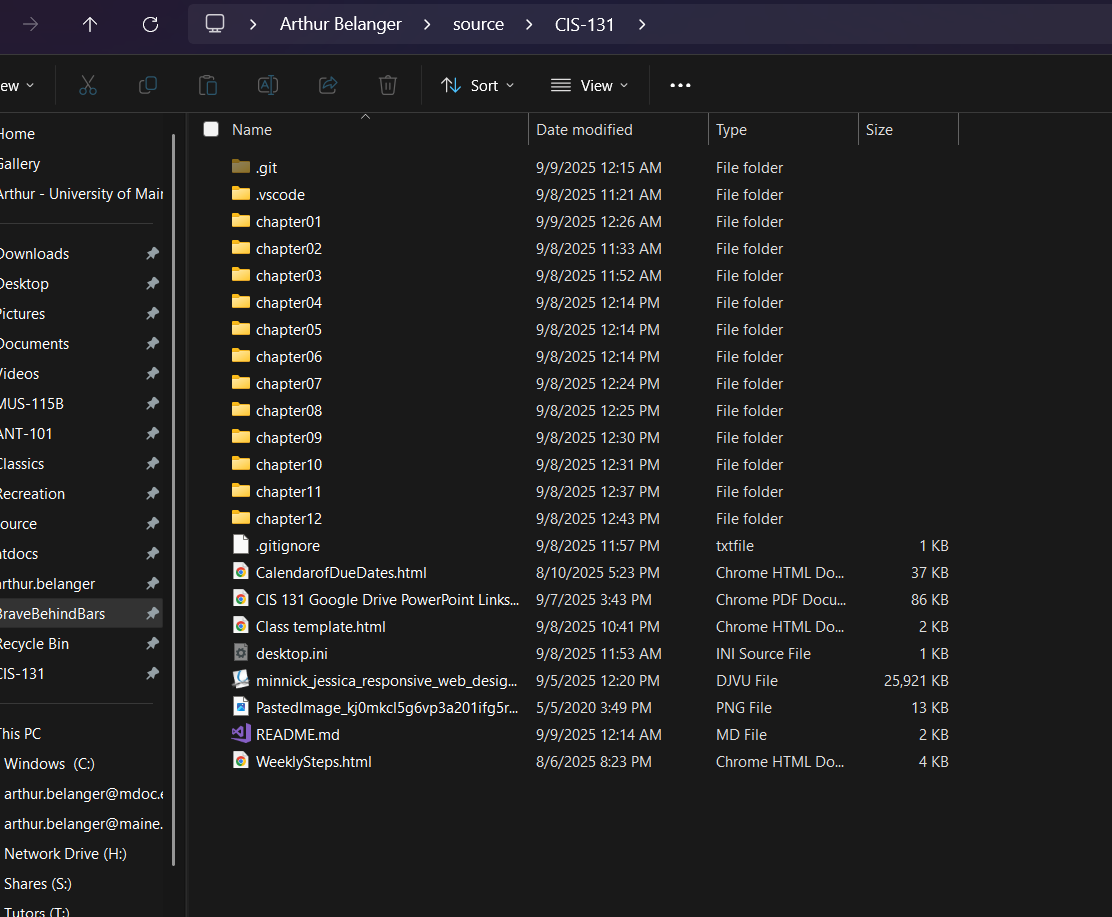 Arthur Belanger > source > CIS-131 >
ew
Sort
View
Home
Gallery
Arthur - University of Mai
Downloads
Desktop
Pictures
Documents
Videos
MUS-115B
ANT-101
Classics
Recreation
ource
htdocs
arthur.belanger
BraveBehindBars
Recycle Bin
CIS-131
This PC
Windows (C:)
arthur.belanger@mdoc.e
arthur.belanger@maine.
Network Drive (H:)
Shares (S:)
Tutors (T:)
Name Date modified Type Size
.git 9/9/2025 12:15 AM File folder
.vscode 9/8/2025 11:21 AM File folder
chapter01 9/9/2025 12:26 AM File folder
chapter02 9/8/2025 11:33 AM File folder
chapter03 9/8/2025 11:52 AM File folder
chapter04 9/8/2025 12:14 PM File folder
chapter05 9/8/2025 12:14 PM File folder
chapter06 9/8/2025 12:14 PM File folder
chapter07 9/8/2025 12:24 PM File folder
chapter08 9/8/2025 12:25 PM File folder
chapter09 9/8/2025 12:30 PM File folder
chapter10 9/8/2025 12:31 PM File folder
chapter11 9/8/2025 12:37 PM File folder
chapter12 9/8/2025 12:43 PM File folder
.gitignore 9/8/2025 11:57 PM txtfile 1 KB
CalendarofDueDates.html 8/10/2025 5:23 PM Chrome HTML Do... 37 KB
CIS 131 Google Drive PowerPoint Links... 9/7/2025 3:43 PM Chrome PDF Docu... 86 KB
Class template.html 9/8/2025 10:41 PM Chrome HTML Do... 2 KB
desktop.ini 9/8/2025 11:53 AM INI Source File 1 KB
minnick_jessica_responsive_web_desig... 9/5/2025 12:20 PM DJVU File 25,921 KB
PastedImage_kj0mkcl5g6vp3a201ifg5r... 5/5/2020 3:49 PM PNG File 13 KB
README.md 9/9/2025 12:14 AM MD File 2 KB
WeeklySteps.html 8/6/2025 8:23 PM Chrome HTML Do... 4 KB